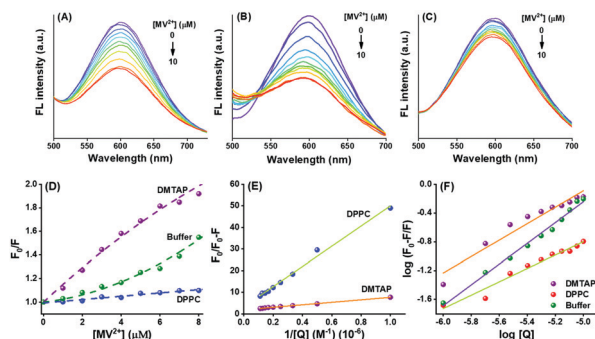 (A)
[MV²⁺] (μM)
0
10
FL intensity (a.u.)
500 550 600 650 700
Wavelength (nm)
(B)
[MV²⁺] (μM)
0
10
FL intensity (a.u.)
500 600 700
Wavelength (nm)
(C)
[MV²⁺] (μM)
0
10
FL intensity (a.u.)
500 600 700
Wavelength (nm)
(D)
DMTAP
Buffer
DPPC
F₀/F
2.0
1.8
1.6
1.4
1.2
1.0
0 2 4 6 8
[MV²⁺] (μM)
(E)
DPPC
DMTAP
F₀/F₀-F
70
60
50
40
30
20
10
0
0.2 0.4 0.6 0.8 1.0
1/[Q] (M⁻¹) (10⁻⁶)
(F)
DMTAP
DPPC
Buffer
log (F₀-F/F)
0.4
0.0
-0.4
-0.8
-1.2
-1.6
-6.0 -5.8 -5.6 -5.4 -5.2 -5.0
log [Q]